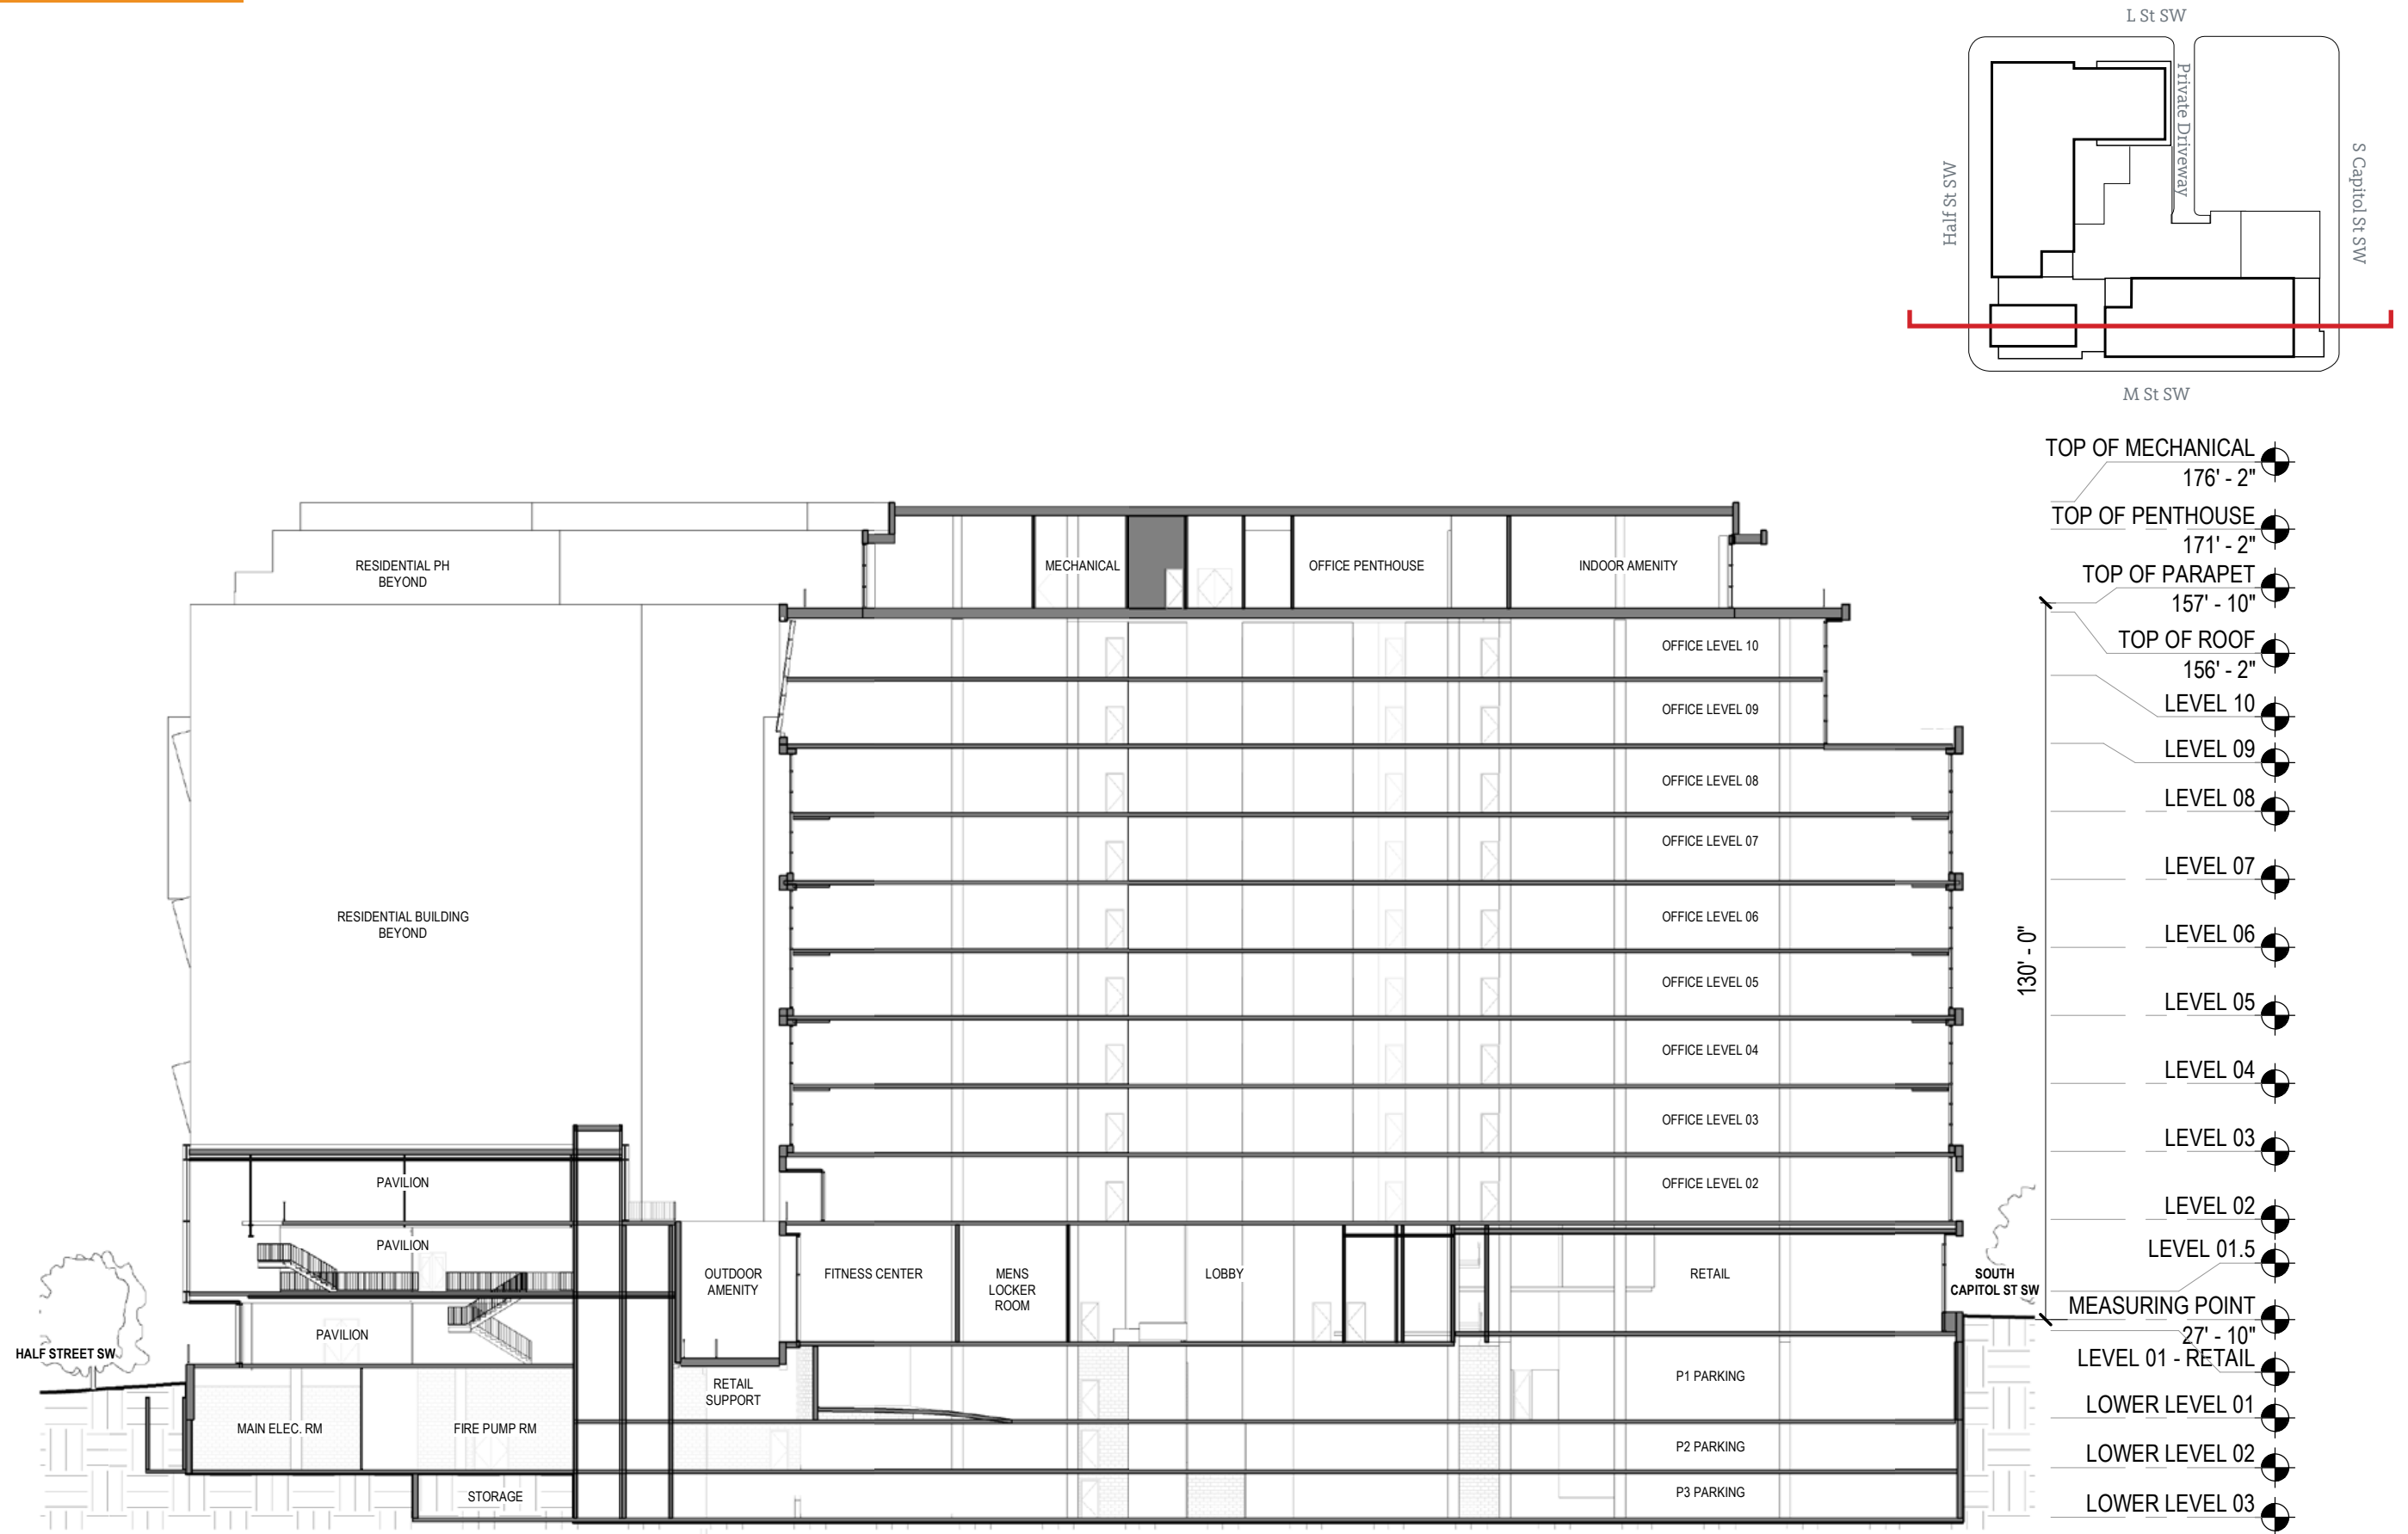 L St SW
Private Driveway
Half St SW
S Capitol St SW
M St SW
TOP OF MECHANICAL
176' - 2"
TOP OF PENTHOUSE
171' - 2"
TOP OF PARAPET
157' - 10"
TOP OF ROOF
156' - 2"
LEVEL 10
LEVEL 09
LEVEL 08
LEVEL 07
LEVEL 06
LEVEL 05
LEVEL 04
LEVEL 03
LEVEL 02
LEVEL 01.5
MEASURING POINT
27' - 10"
LEVEL 01 - RETAIL
LOWER LEVEL 01
LOWER LEVEL 02
LOWER LEVEL 03
130' - 0"
RESIDENTIAL PH
BEYOND
MECHANICAL
OFFICE PENTHOUSE
INDOOR AMENITY
OFFICE LEVEL 10
OFFICE LEVEL 09
OFFICE LEVEL 08
OFFICE LEVEL 07
RESIDENTIAL BUILDING
BEYOND
OFFICE LEVEL 06
OFFICE LEVEL 05
OFFICE LEVEL 04
OFFICE LEVEL 03
OFFICE LEVEL 02
PAVILION
PAVILION
PAVILION
OUTDOOR
AMENITY
FITNESS CENTER
MENS
LOCKER
ROOM
LOBBY
RETAIL
SOUTH
CAPITOL ST SW
HALF STREET SW
RETAIL
SUPPORT
P1 PARKING
MAIN ELEC. RM
FIRE PUMP RM
P2 PARKING
STORAGE
P3 PARKING